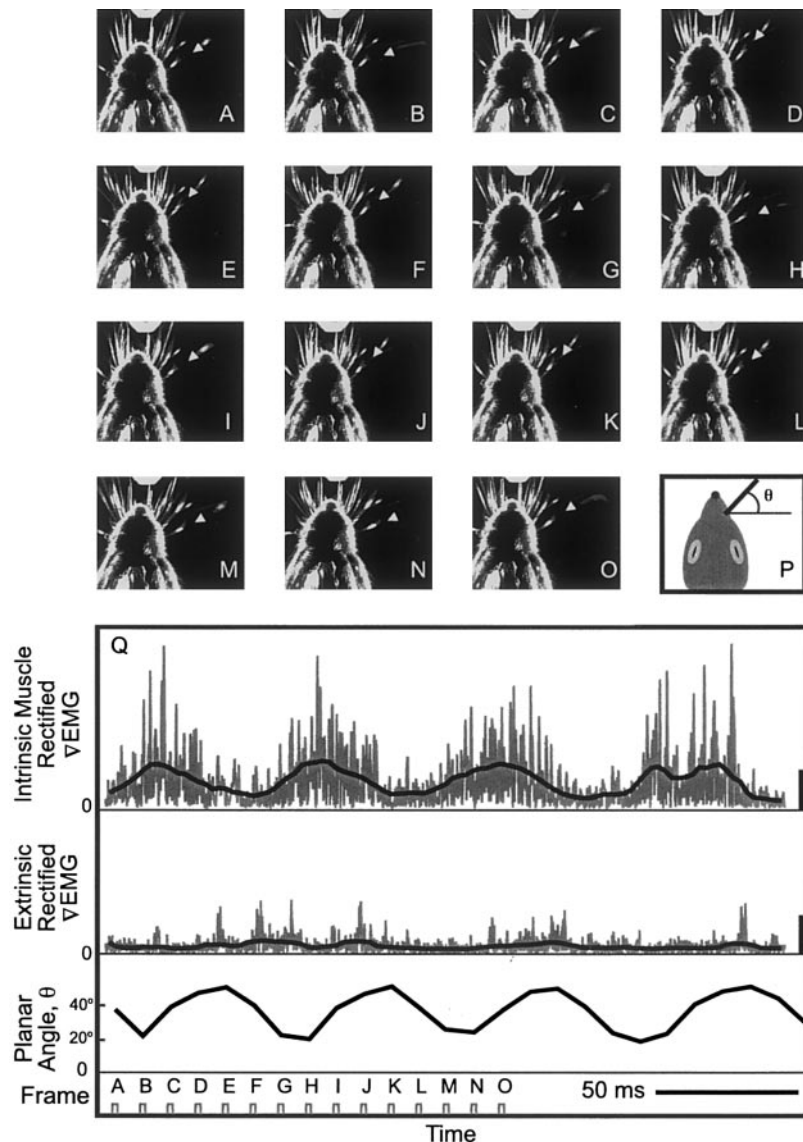 A
B
C
D
E
F
G
H
I
J
K
L
M
N
O
θ
P
Q
Intrinsic Muscle
Rectified
∇EMG
0
Extrinsic
Rectified
∇EMG
0
Planar
Angle, θ
40°
20°
0
Frame
A B C D E F G H I J K L M N O
50 ms
Time